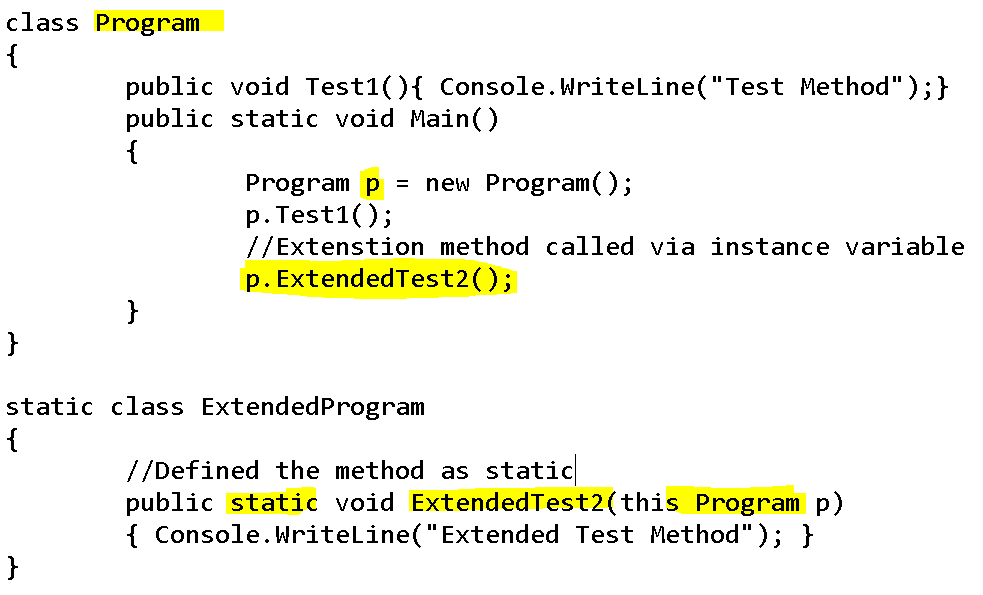 class Program
{
public void Test1(){ Console.WriteLine("Test Method");}
public static void Main()
{
Program p = new Program();
p.Test1();
//Extenstion method called via instance variable
p.ExtendedTest2();
}
}
static class ExtendedProgram
{
//Defined the method as static
public static void ExtendedTest2(this Program p)
{ Console.WriteLine("Extended Test Method"); }
}